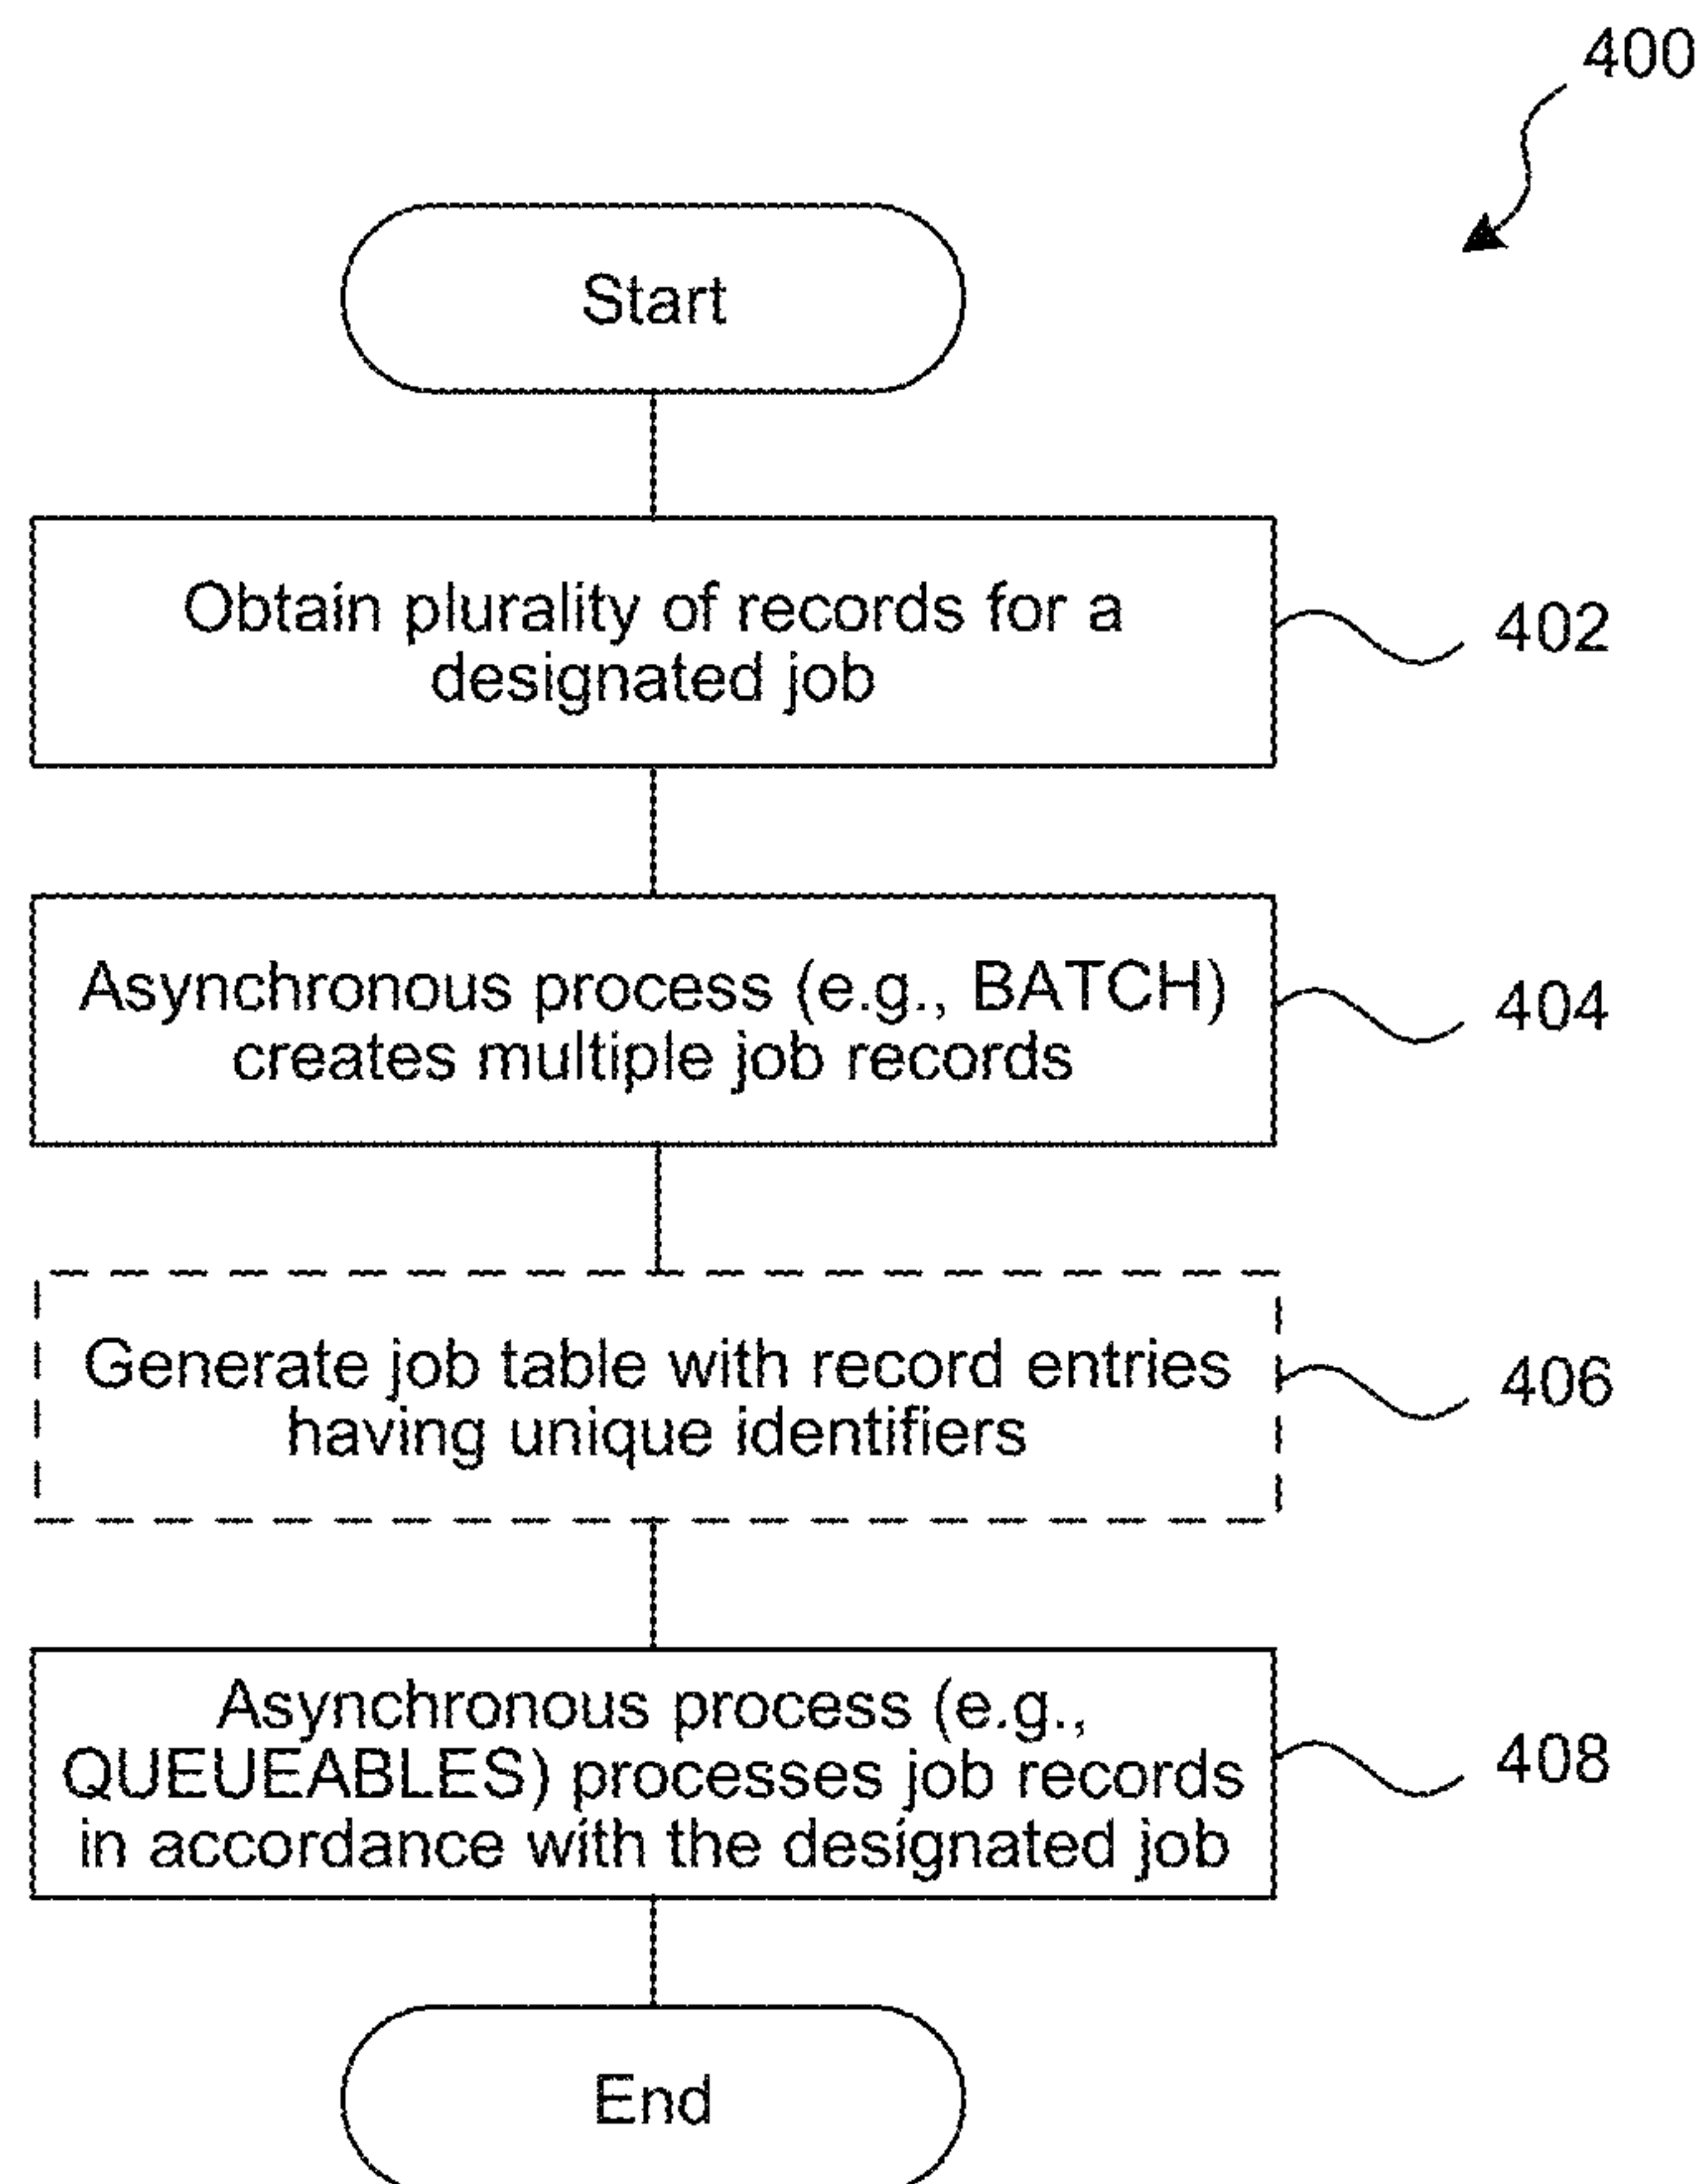 400
Start
Obtain plurality of records for a
designated job
402
Asynchronous process (e.g., BATCH)
creates multiple job records
404
Generate job table with record entries
having unique identifiers
406
Asynchronous process (e.g.,
QUEUEABLES) processes job records
in accordance with the designated job
408
End